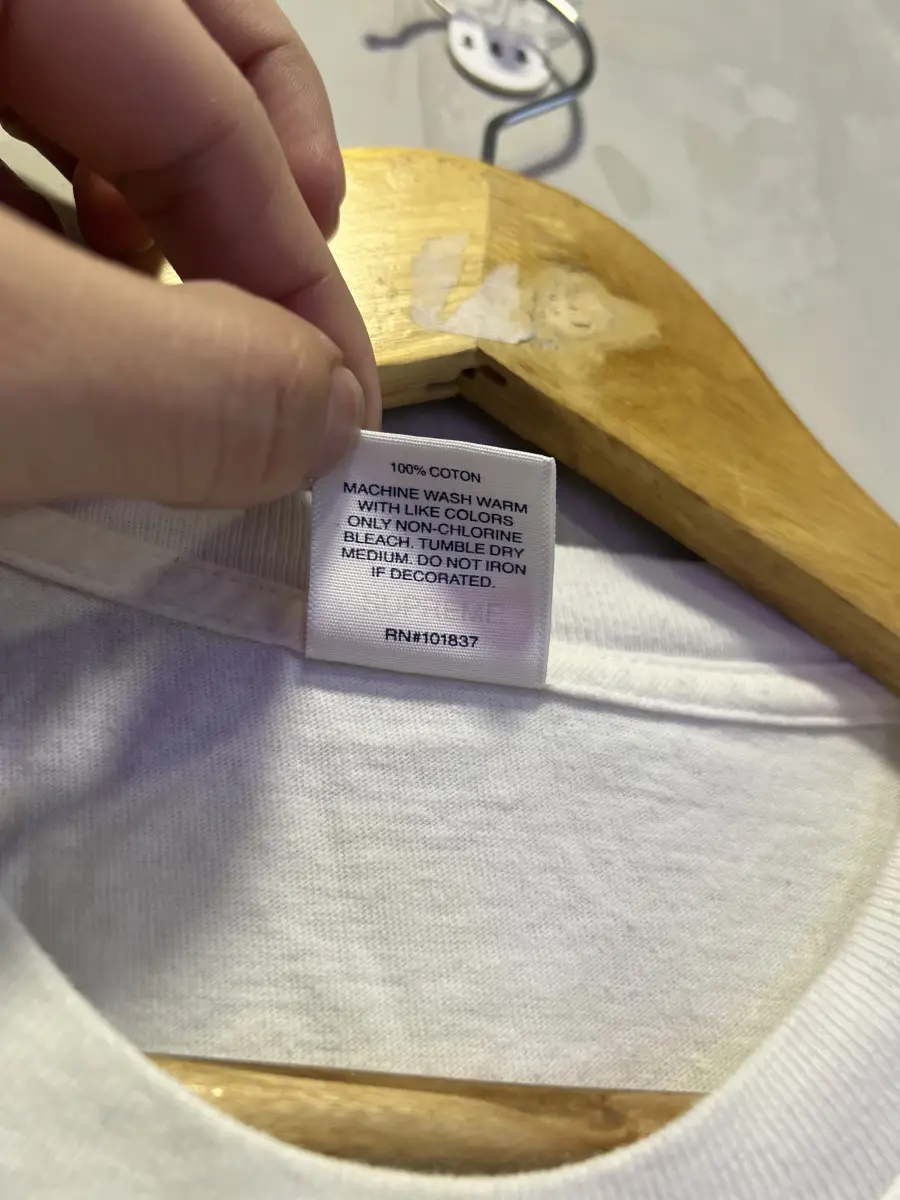 100% COTON
MACHINE WASH WARM
WITH LIKE COLORS
ONLY NON-CHLORINE
BLEACH. TUMBLE DRY
MEDIUM. DO NOT IRON
IF DECORATED.
RN#101837